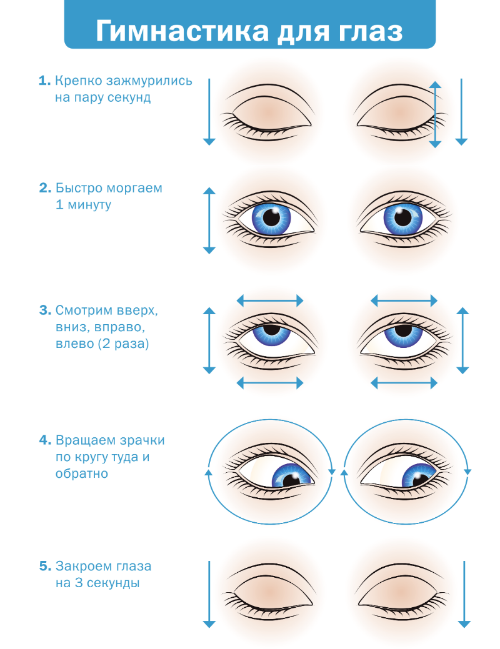 Гимнастика для глаз
1. Крепко зажмурились
на пару секунд
2. Быстро моргаем
1 минуту
3. Смотрим вверх,
вниз, вправо,
влево (2 раза)
4. Вращаем зрачки
по кругу туда и
обратно
5. Закроем глаза
на 3 секунды